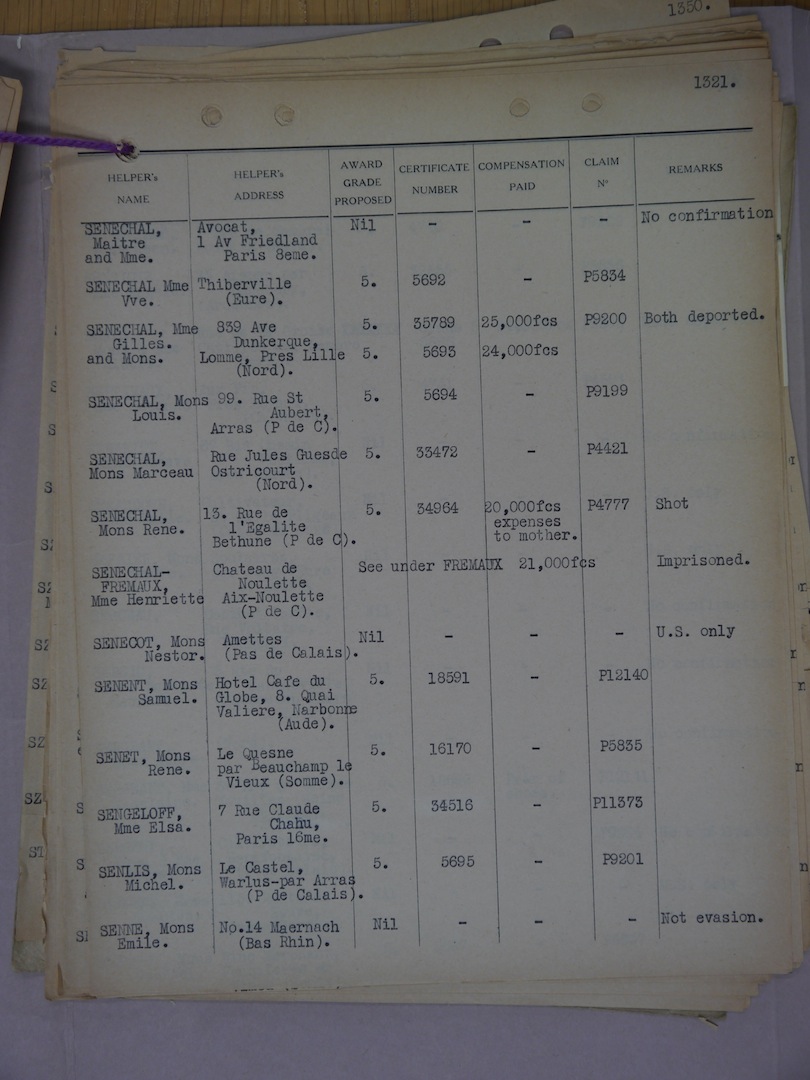 1350.
1321.
HELPER's NAME | HELPER's ADDRESS | AWARD GRADE PROPOSED | CERTIFICATE NUMBER | COMPENSATION PAID | CLAIM N° | REMARKS
SENECHAL, Avocat, Nil - - - No confirmation
Maitre 1 Av Friedland
and Mme. Paris 8eme.
SENECHAL Mme Thiberville 5. 5692 - P5834
Vve. (Eure).
SENECHAL, Mme 839 Ave 5. 35789 25,000fcs P9200 Both deported.
Gilles. Dunkerque,
and Mons. Lomme, Pres Lille 5. 5693 24,000fcs
(Nord).
SENECHAL, Mons 99. Rue St 5. 5694 - P9199
Louis. Aubert,
Arras (P de C).
SENECHAL, Rue Jules Guesde 5. 33472 - P4421
Mons Marceau Ostricourt
(Nord).
SENECHAL, 13. Rue de 5. 34964 20,000fcs P4777 Shot
Mons Rene. l'Egalite expenses
Bethune (P de C). to mother.
SENECHAL- Chateau de See under FREMAUX 21,000fcs Imprisoned.
FREMAUX, Noulette
Mme Henriette Aix-Noulette
(P de C).
SENECOT, Mons Amettes Nil - - - U.S. only
Nestor. (Pas de Calais).
SENENT, Mons Hotel Cafe du 5. 18591 - P12140
Samuel. Globe, 8. Quai
Valiere, Narbonne
(Aude).
SENET, Mons Le Quesne 5. 16170 - P5835
Rene. par Beauchamp le
Vieux (Somme).
SENGELOFF, 7 Rue Claude 5. 34516 - P11373
Mme Elsa. Chahu,
Paris 16me.
SENLIS, Mons Le Castel, 5. 5695 - P9201
Michel. Warlus-par Arras
(P de Calais).
SENNE, Mons No.14 Maernach Nil - - - Not evasion.
Emile. (Bas Rhin).